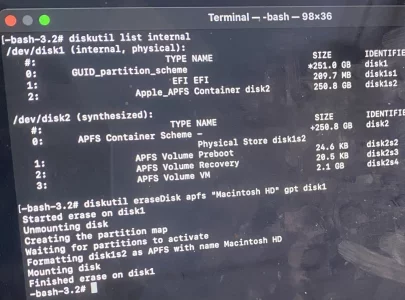 Terminal — -bash — 98×36
[-bash-3.2# diskutil list internal
/dev/disk1 (internal, physical):
#: TYPE NAME SIZE IDENTIFIE
0: GUID_partition_scheme *251.0 GB disk1
1: EFI EFI 209.7 MB disk1s1
2: Apple_APFS Container disk2 250.8 GB disk1s2
/dev/disk2 (synthesized):
#: TYPE NAME SIZE IDENTIFIE
0: APFS Container Scheme - +250.8 GB disk2
Physical Store disk1s2
1: APFS Volume Preboot 24.6 KB disk2s2
2: APFS Volume Recovery 20.5 KB disk2s3
3: APFS Volume VM 2.1 GB disk2s4
[-bash-3.2# diskutil eraseDisk apfs "Macintosh HD" gpt disk1
Started erase on disk1
Unmounting disk
Creating the partition map
Waiting for partitions to activate
Formatting disk1s2 as APFS with name Macintosh HD
Mounting disk
Finished erase on disk1
-bash-3.2#